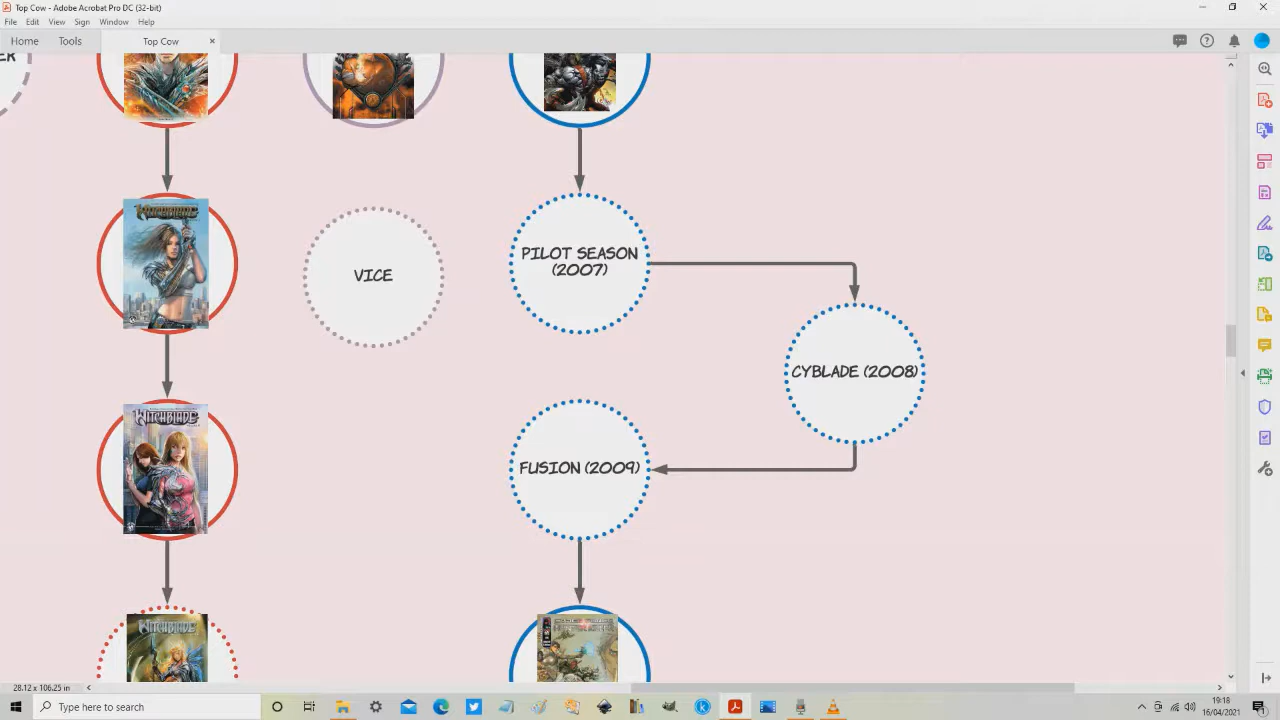 Top Cow - Adobe Acrobat Pro DC (32-bit)
File Edit View Sign Window Help
Home Tools Top Cow
ER
WITCHBLADE
PILOT SEASON
(2007)
VICE
CYBLADE (2008)
WITCHBLADE
FUSION (2009)
WITCHBLADE
28.12 x 106.25 in
Type here to search
19:18
16/04/2021